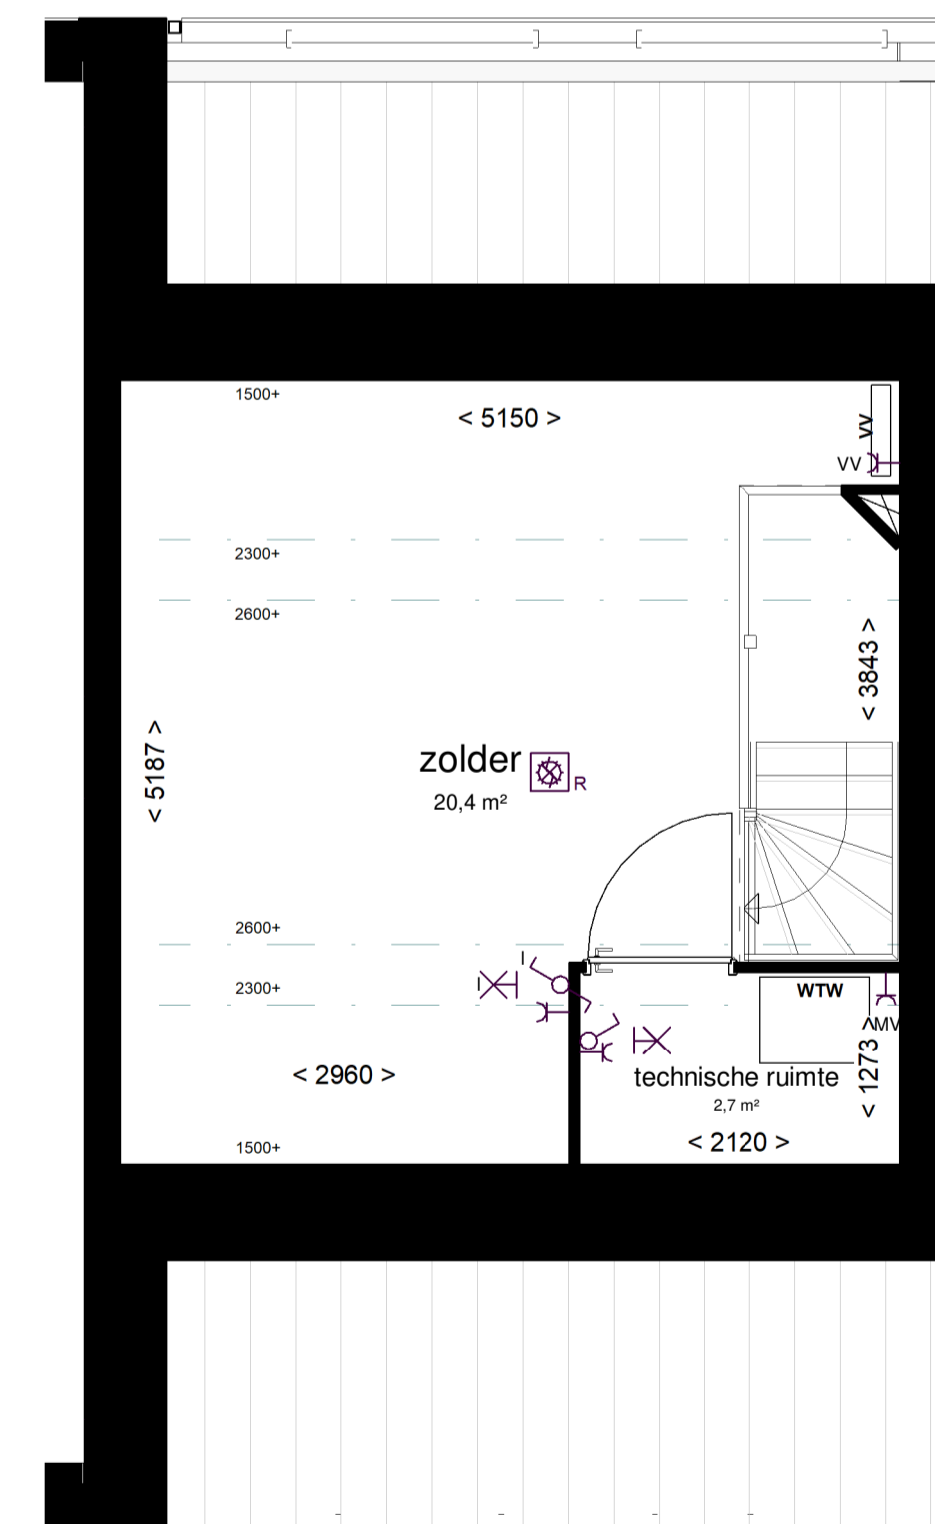 1500+
< 5150 >
VV
VV
2300+
2600+
< 3843 >
< 5187 >
zolder
R
20,4 m²
2600+
2300+
WTW
MV
< 1273 >
< 2960 >
technische ruimte
2,7 m²
< 2120 >
1500+